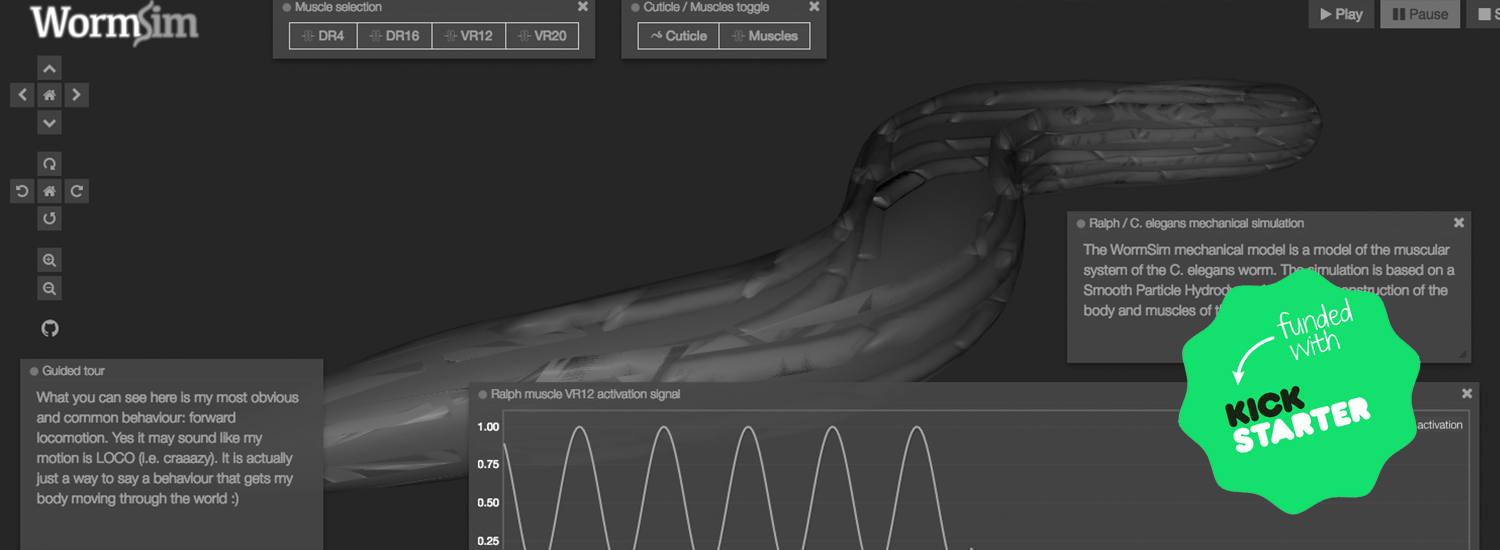 WormSim
Muscle selection
DR4 DR16 VR12 VR20
Cuticle / Muscles toggle
Cuticle Muscles
Play Pause S
Ralph / C. elegans mechanical simulation
The WormSim mechanical model is a model of the muscular
system of the C. elegans worm. The simulation is based on a
Smooth Particle of the
body and muscles of
funded
with
KICK
STARTER
Guided tour
What you can see here is my most obvious
and common behaviour: forward
locomotion. Yes it may sound like my
motion is LOCO (i.e. craaazy). It is actually
just a way to say a behaviour that gets my
body moving through the world :)
Ralph muscle VR12 activation signal
activation
1.00
0.75
0.50
0.25